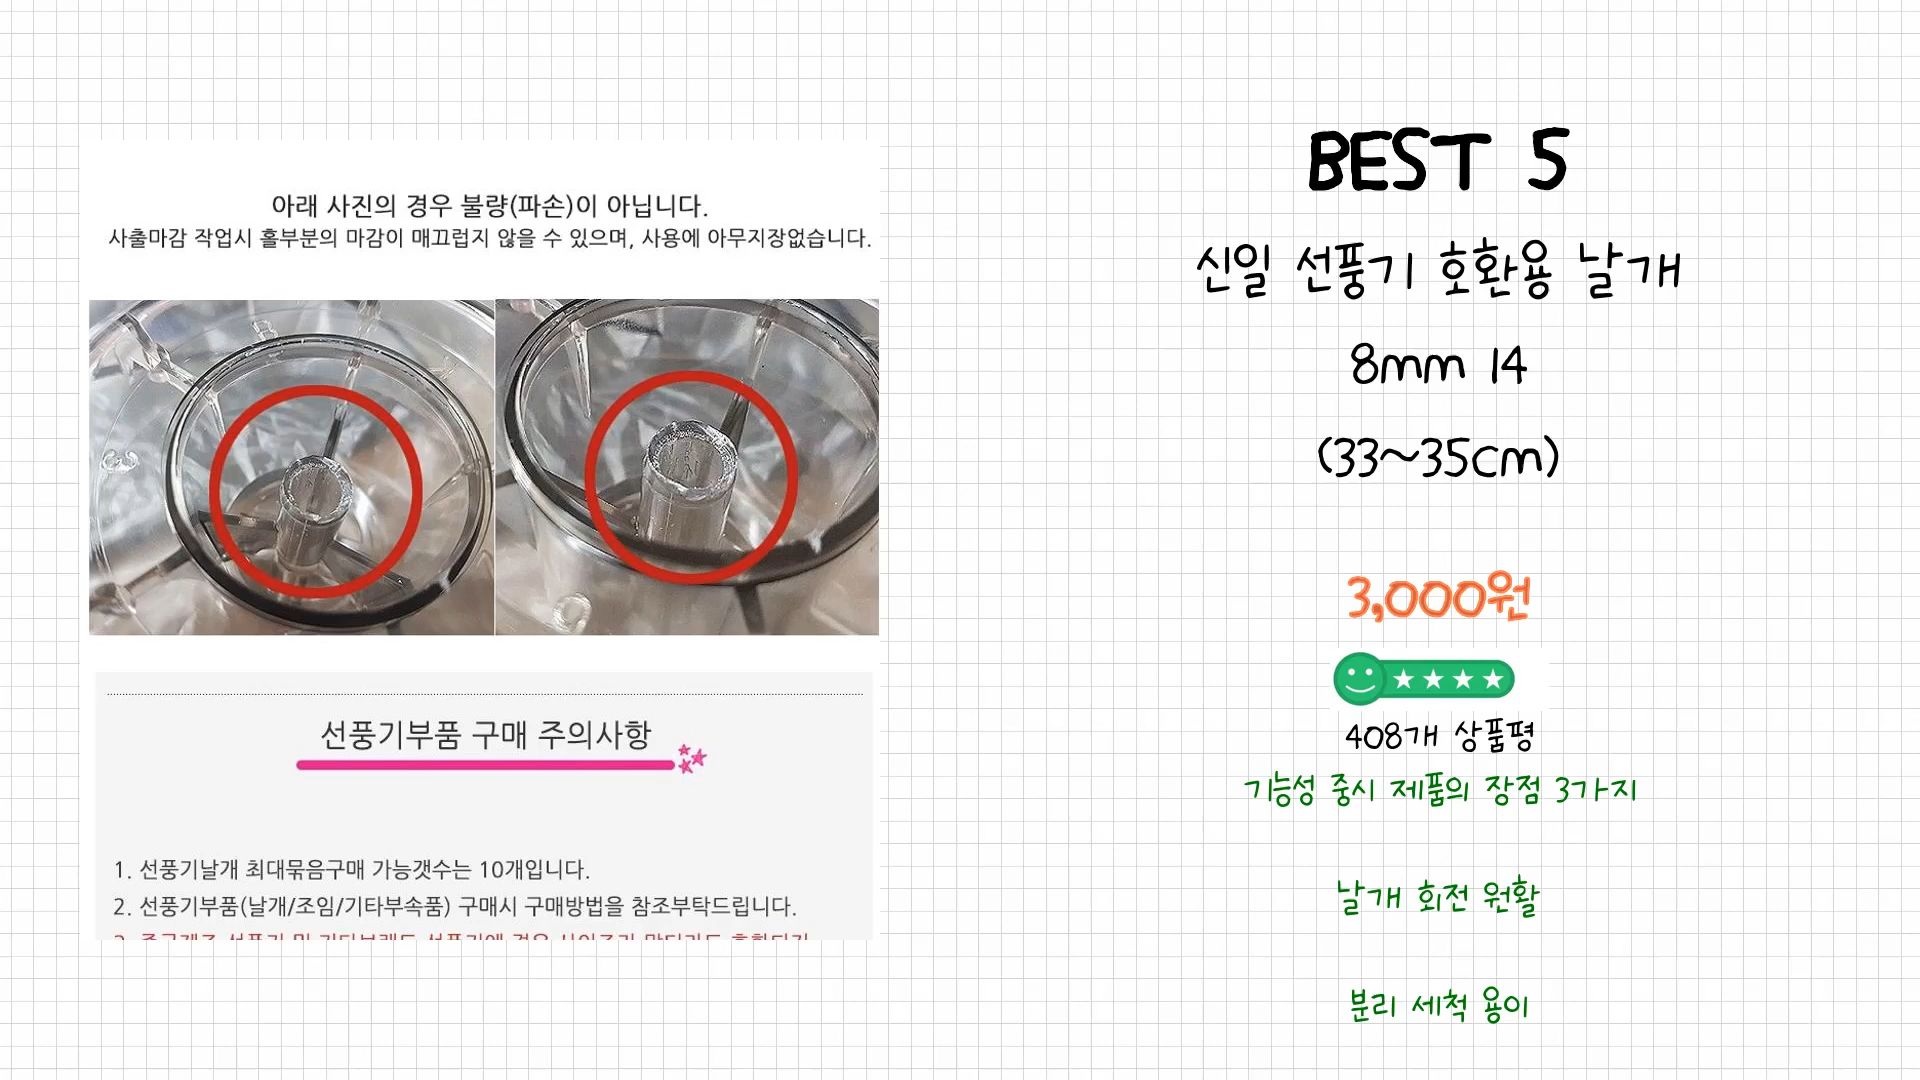 아래 사진의 경우 불량(파손)이 아닙니다.
사출마감 작업시 홀부분의 마감이 매끄럽지 않을 수 있으며, 사용에 아무지장없습니다.
선풍기부품 구매 주의사항
1. 선풍기날개 최대묶음구매 가능갯수는 10개입니다.
2. 선풍기부품(날개/조임/기타부속품) 구매시 구매방법을 참조부탁드립니다.
BEST 5
신일 선풍기 호환용 날개
8mm 14
(33~35cm)
3,000원
408개 상품평
기능성 중시 제품의 장점 3가지
날개 회전 원활
분리 세척 용이